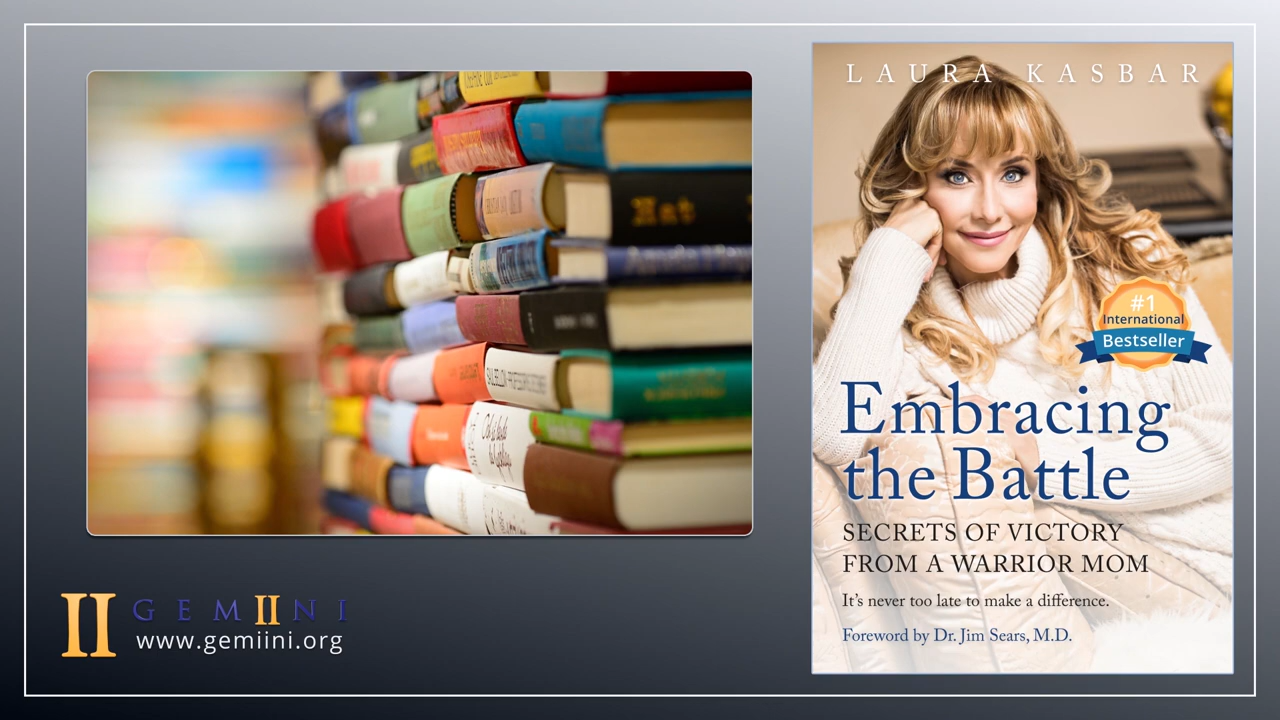 LAURA KASBAR
#1
International
Bestseller
Embracing
the Battle
SECRETS OF VICTORY
FROM A WARRIOR MOM
It's never too late to make a difference.
Foreword by Dr. Jim Sears, M.D.
II GEMIINI
www.gemiini.org